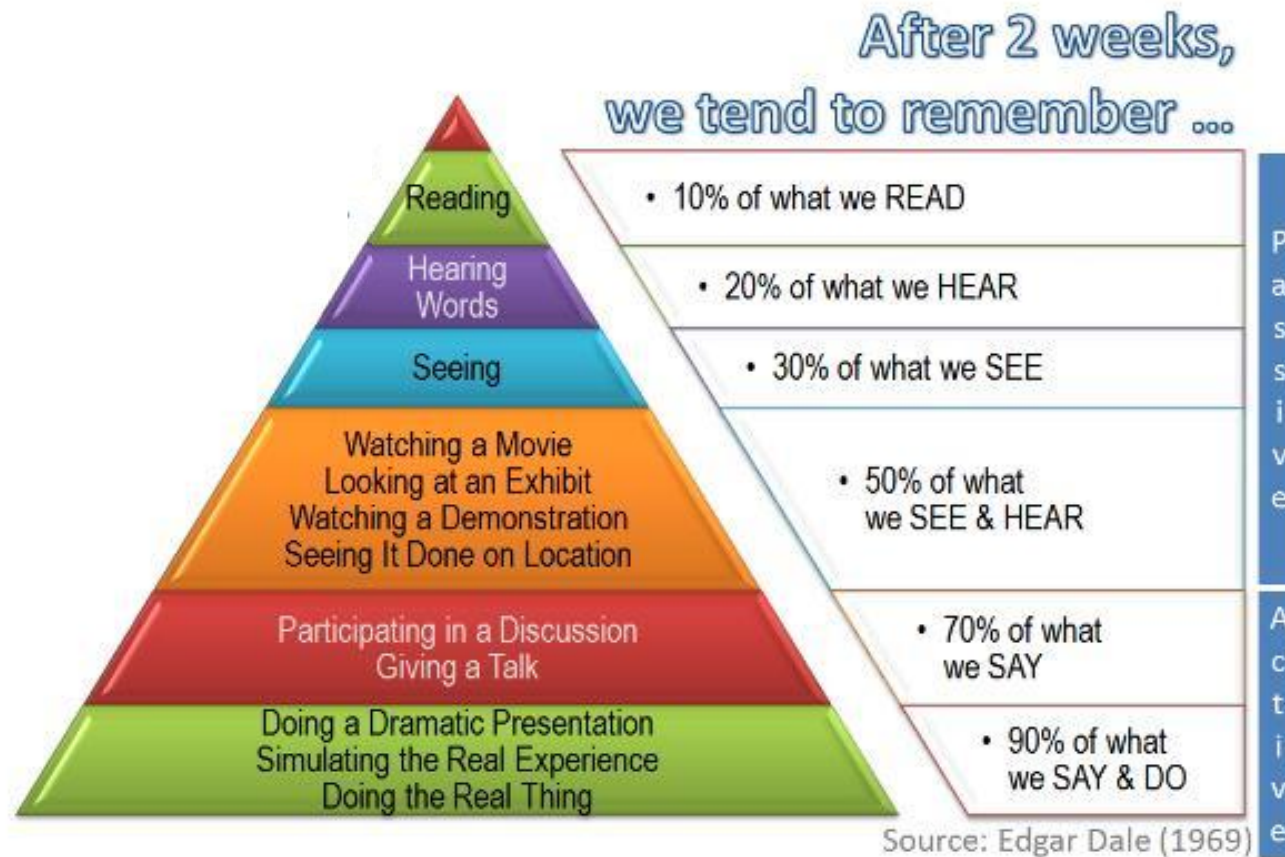 After 2 weeks,
we tend to remember ...
Reading
• 10% of what we READ
Hearing
Words
• 20% of what we HEAR
Seeing
• 30% of what we SEE
Watching a Movie
Looking at an Exhibit
Watching a Demonstration
Seeing It Done on Location
• 50% of what
we SEE & HEAR
Participating in a Discussion
Giving a Talk
• 70% of what
we SAY
Doing a Dramatic Presentation
Simulating the Real Experience
Doing the Real Thing
• 90% of what
we SAY & DO
Passive
Active
Source: Edgar Dale (1969)